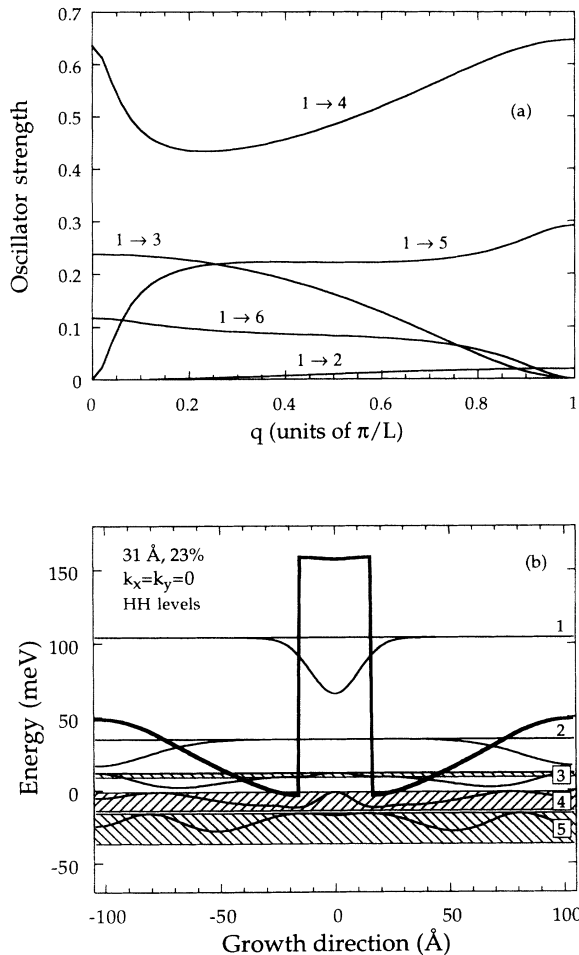 0.7
0.6
0.5
0.4
0.3
0.2
0.1
0
Oscillator strength
1 → 4
(a)
1 → 3
1 → 5
1 → 6
1 → 2
0 0.2 0.4 0.6 0.8 1
q (units of π/L)
31 Å, 23%
kx=ky=0
HH levels
(b)
150
100
50
0
-50
Energy (meV)
1
2
3
4
5
-100 -50 0 50 100
Growth direction (Å)